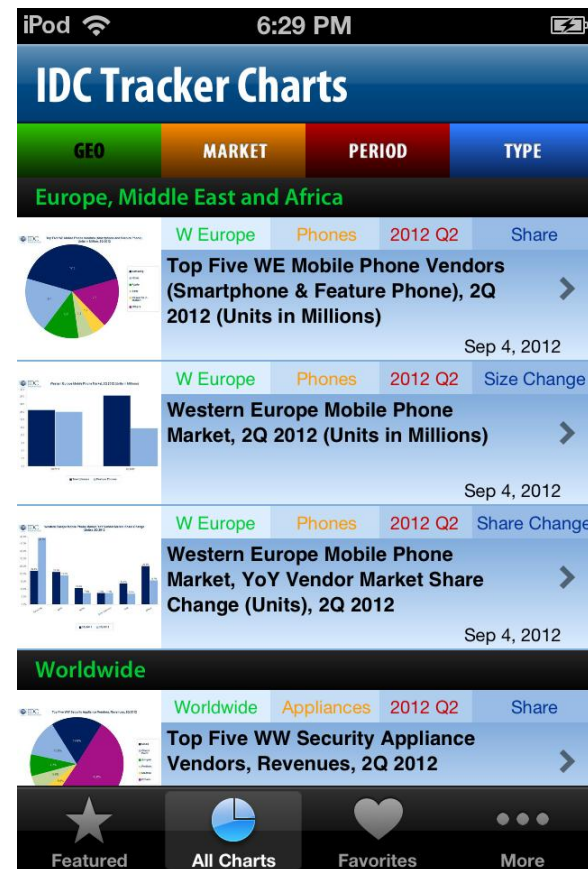 iPod
6:29 PM
IDC Tracker Charts
GEO MARKET PERIOD TYPE
Europe, Middle East and Africa
W Europe Phones 2012 Q2 Share
Top Five WE Mobile Phone Vendors
(Smartphone & Feature Phone), 2Q
2012 (Units in Millions)
Sep 4, 2012
W Europe Phones 2012 Q2 Size Change
Western Europe Mobile Phone
Market, 2Q 2012 (Units in Millions)
Sep 4, 2012
W Europe Phones 2012 Q2 Share Change
Western Europe Mobile Phone
Market, YoY Vendor Market Share
Change (Units), 2Q 2012
Sep 4, 2012
Worldwide
Worldwide Appliances 2012 Q2 Share
Top Five WW Security Appliance
Vendors, Revenues, 2Q 2012
Featured All Charts Favorites More